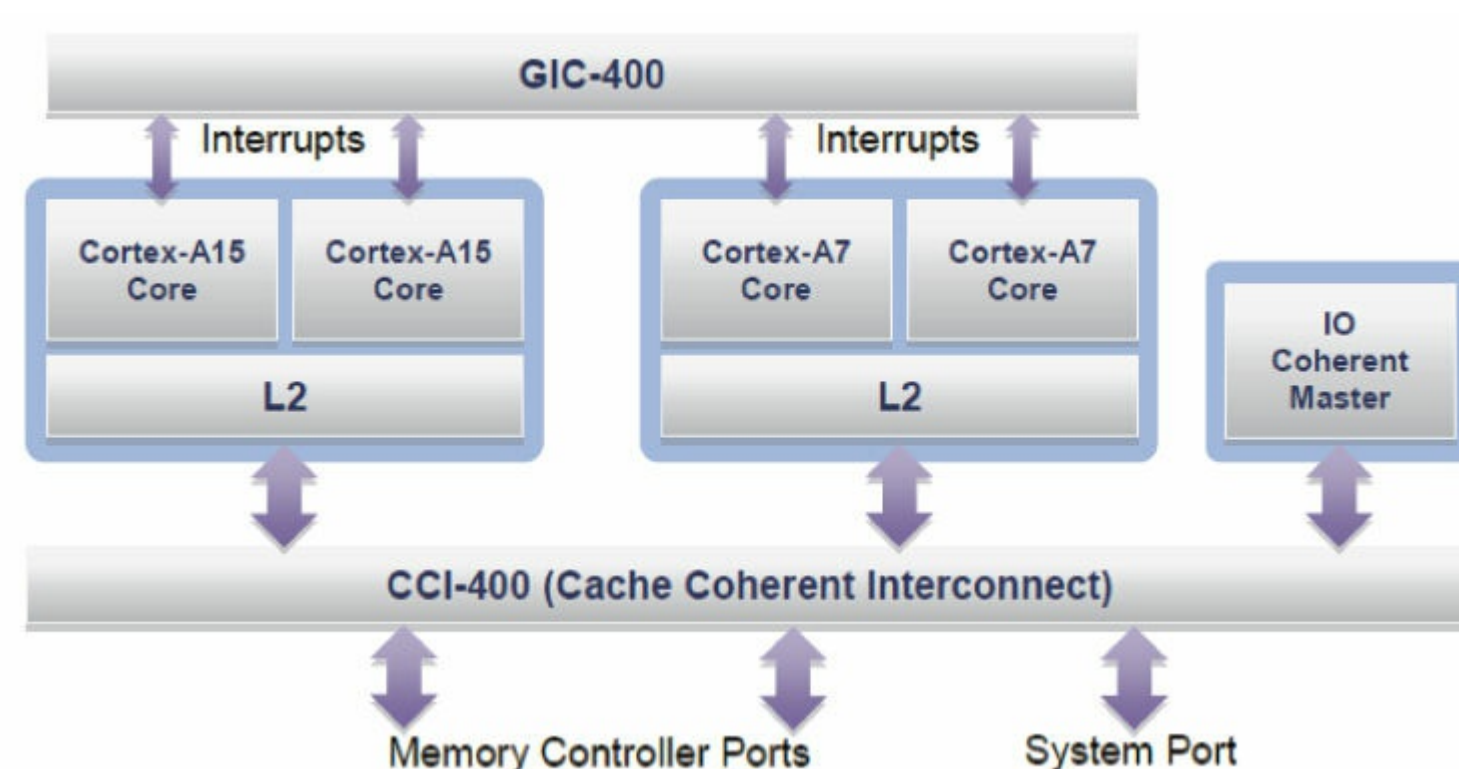 GIC-400
Interrupts
Interrupts
Cortex-A15
Core
Cortex-A15
Core
Cortex-A7
Core
Cortex-A7
Core
IO
Coherent
Master
L2
L2
CCI-400 (Cache Coherent Interconnect)
Memory Controller Ports
System Port